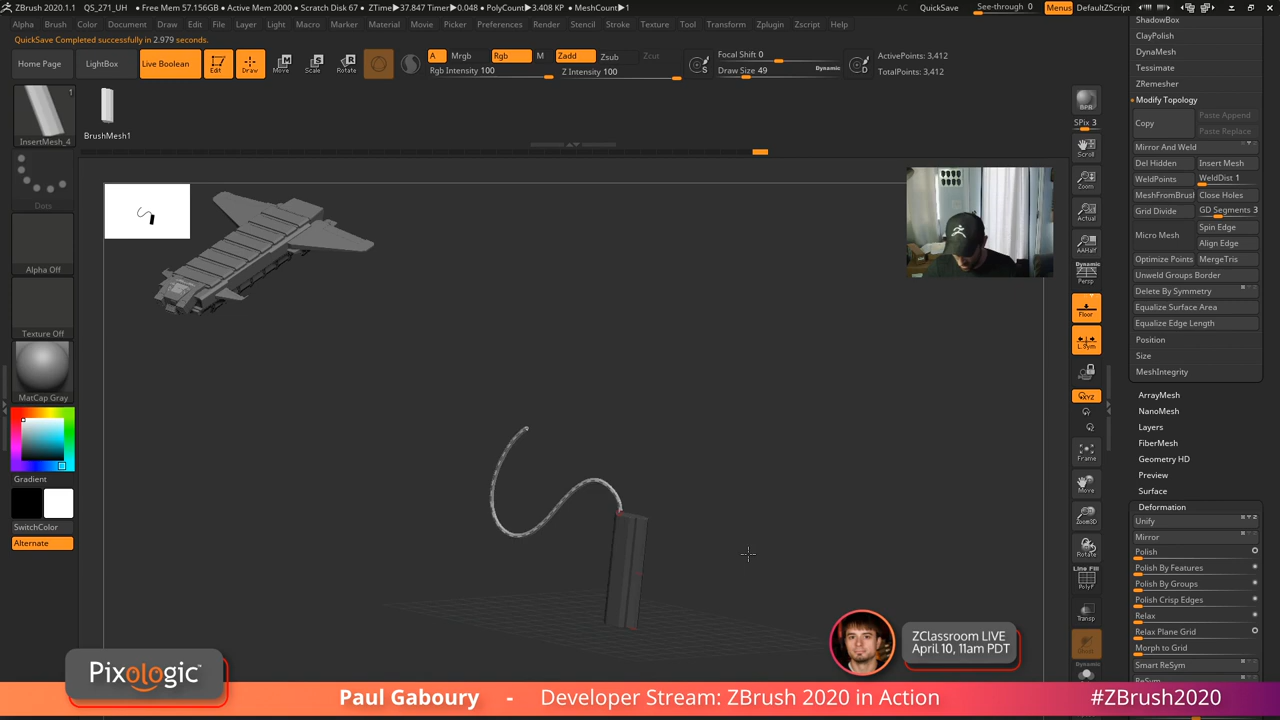 ZBrush 2020.1.1 QS_271_UH • Free Mem 57.156GB • Active Mem 2000 • Scratch Disk 67 • ZTime▶37.847 Timer▶0.048 • PolyCount▶3.408 KP • MeshCount▶1 AC QuickSave See-through 0 Menus DefaultZScript
Alpha Brush Color Document Draw Edit File Layer Light Macro Marker Material Movie Picker Preferences Render Stencil Stroke Texture Tool Transform Zplugin Zscript Help
QuickSave Completed successfully in 2.979 seconds.
Home Page LightBox Live Boolean Edit Draw Move Scale Rotate
A Mrgb Rgb M Zadd Zsub Zcut
Rgb Intensity 100 Z Intensity 100
Focal Shift 0
Draw Size 49 Dynamic
S D
ActivePoints: 3,412
TotalPoints: 3,412
1
InsertMesh_4
BrushMesh1
Dots
Alpha Off
Texture Off
MatCap Gray
Gradient
SwitchColor
Alternate
BPR
SPix 3
Scroll
Zoom
Actual
AAHalf
Dynamic
Persp
Floor
L.Sym
XYZ
Frame
Move
Zoom3D
Rotate
Line Fill
PolyF
Transp
Ghost
Dynamic
ShadowBox
ClayPolish
DynaMesh
Tessimate
ZRemesher
Modify Topology
Copy Paste Append
Paste Replace
Mirror And Weld
Del Hidden Insert Mesh
WeldPoints WeldDist 1
MeshFromBrush Close Holes
Grid Divide GD Segments 3
Micro Mesh Spin Edge
Align Edge
Optimize Points MergeTris
Unweld Groups Border
Delete By Symmetry
Equalize Surface Area
Equalize Edge Length
Position
Size
MeshIntegrity
ArrayMesh
NanoMesh
Layers
FiberMesh
Geometry HD
Preview
Surface
Deformation
Unify
Mirror
Polish
Polish By Features
Polish By Groups
Polish Crisp Edges
Relax
Relax Plane Grid
Morph to Grid
Smart ReSym
ReSym
ZClassroom LIVE
April 10, 11am PDT
Pixologic™
Paul Gaboury - Developer Stream: ZBrush 2020 in Action #ZBrush2020